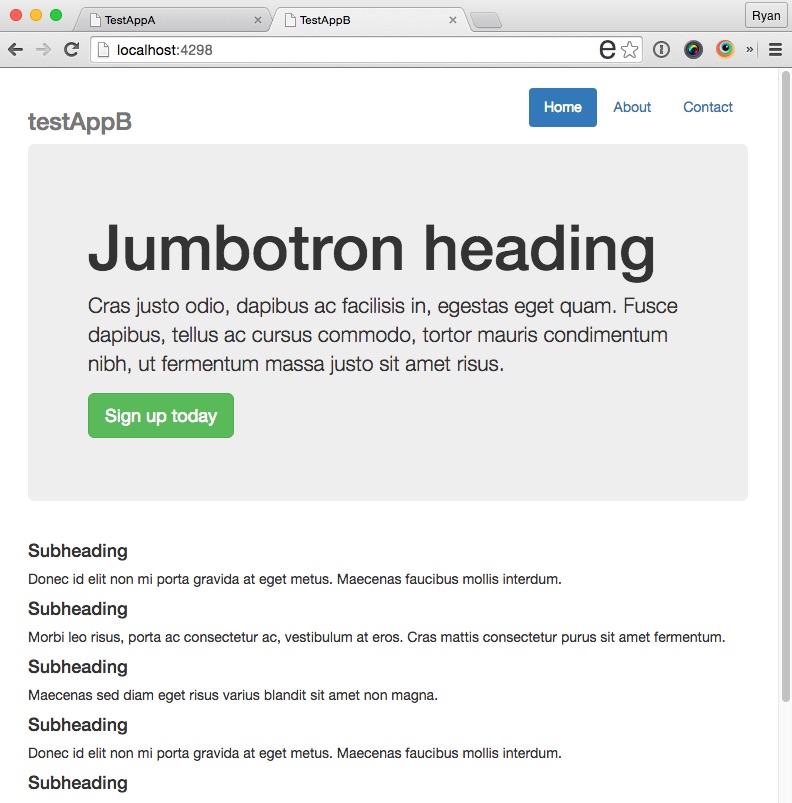 TestAppA
TestAppB
Ryan
localhost:4298
testAppB
Home
About
Contact
Jumbotron heading
Cras justo odio, dapibus ac facilisis in, egestas eget quam. Fusce
dapibus, tellus ac cursus commodo, tortor mauris condimentum
nibh, ut fermentum massa justo sit amet risus.
Sign up today
Subheading
Donec id elit non mi porta gravida at eget metus. Maecenas faucibus mollis interdum.
Subheading
Morbi leo risus, porta ac consectetur ac, vestibulum at eros. Cras mattis consectetur purus sit amet fermentum.
Subheading
Maecenas sed diam eget risus varius blandit sit amet non magna.
Subheading
Donec id elit non mi porta gravida at eget metus. Maecenas faucibus mollis interdum.
Subheading